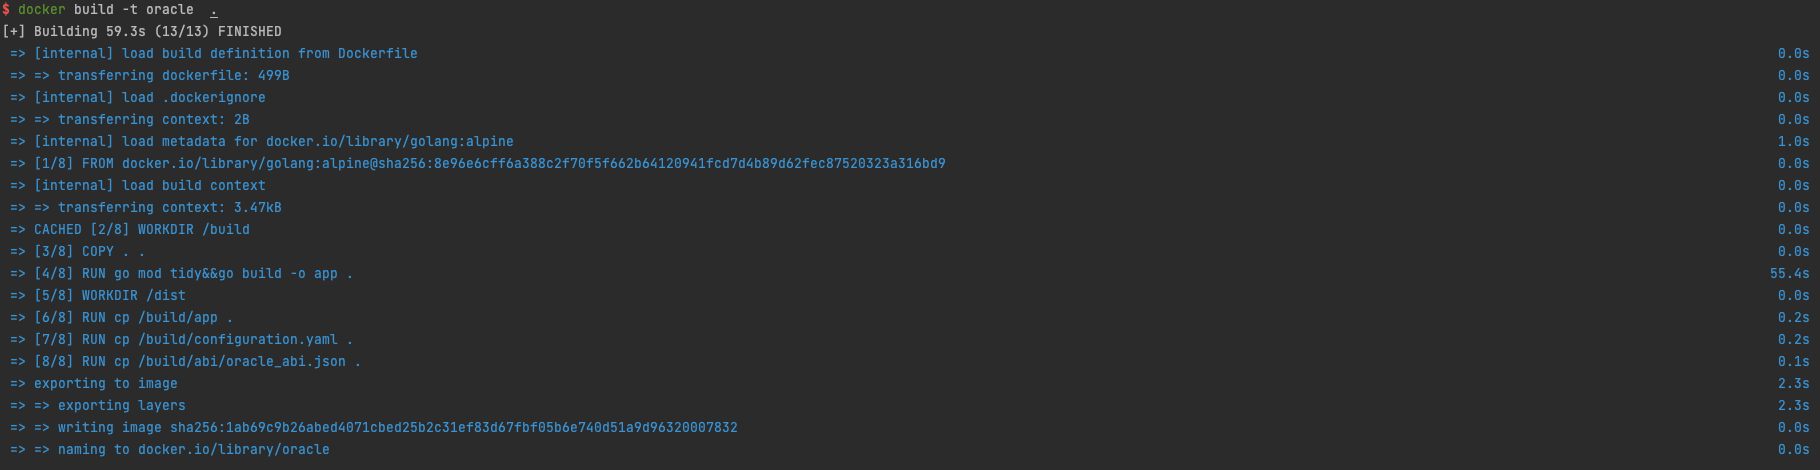 $ docker build -t oracle  .
[+] Building 59.3s (13/13) FINISHED
 => [internal] load build definition from Dockerfile 0.0s
 => => transferring dockerfile: 499B 0.0s
 => [internal] load .dockerignore 0.0s
 => => transferring context: 2B 0.0s
 => [internal] load metadata for docker.io/library/golang:alpine 1.0s
 => [1/8] FROM docker.io/library/golang:alpine@sha256:8e96e6cff6a388c2f70f5f662b64120941fcd7d4b89d62fec87520323a316bd9 0.0s
 => [internal] load build context 0.0s
 => => transferring context: 3.47kB 0.0s
 => CACHED [2/8] WORKDIR /build 0.0s
 => [3/8] COPY . . 0.0s
 => [4/8] RUN go mod tidy&&go build -o app . 55.4s
 => [5/8] WORKDIR /dist 0.0s
 => [6/8] RUN cp /build/app . 0.2s
 => [7/8] RUN cp /build/configuration.yaml . 0.2s
 => [8/8] RUN cp /build/abi/oracle_abi.json . 0.1s
 => exporting to image 2.3s
 => => exporting layers 2.3s
 => => writing image sha256:1ab69c9b26abed4071cbed25b2c31ef83d67fbf05b6e740d51a9d96320007832 0.0s
 => => naming to docker.io/library/oracle 0.0s